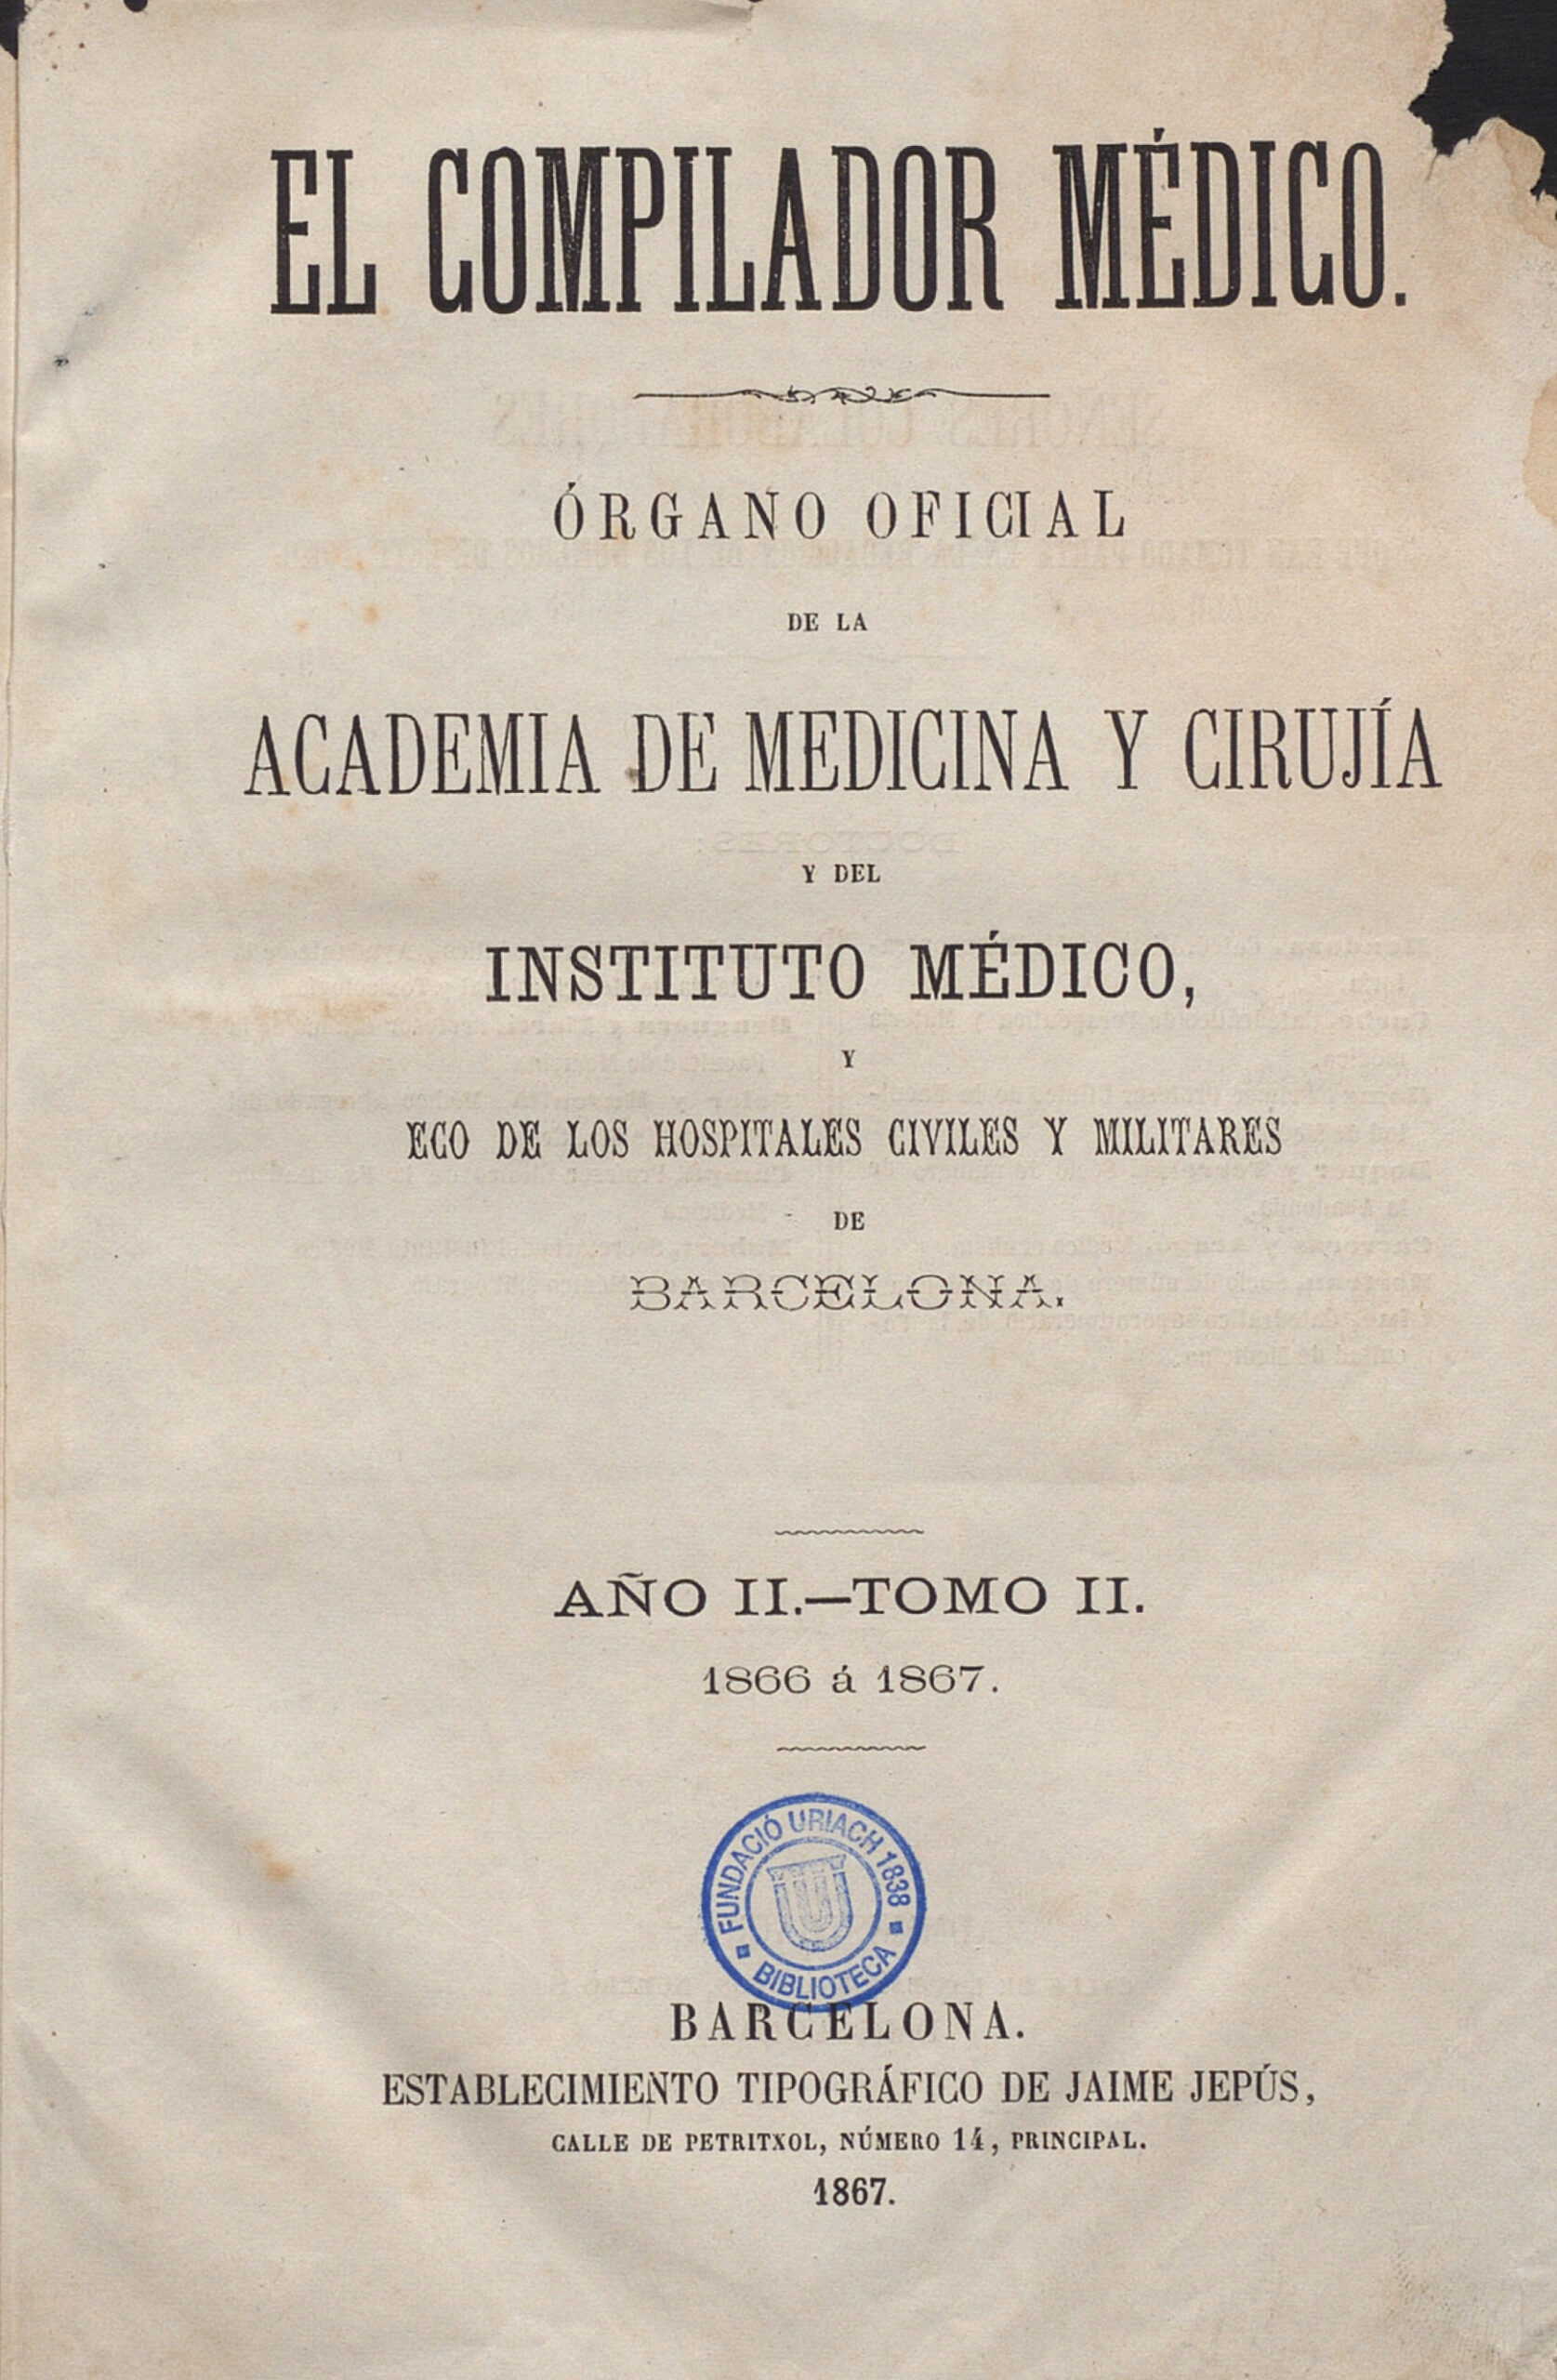 EL COMPILADOR MÉDICO.
ÓRGANO OFICIAL
DE LA
ACADEMIA DE MEDICINA Y CIRUJÍA
Y DEL
INSTITUTO MÉDICO,
Y
ECO DE LOS HOSPITALES CIVILES Y MILITARES
DE
BARCELONA.
AÑO II.—TOMO II.
1866 á 1867.
FUNDACIÓ URIACH 1838
BIBLIOTECA
BARCELONA.
ESTABLECIMIENTO TIPOGRÁFICO DE JAIME JEPÚS,
CALLE DE PETRITXOL, NÚMERO 14, PRINCIPAL.
1867.